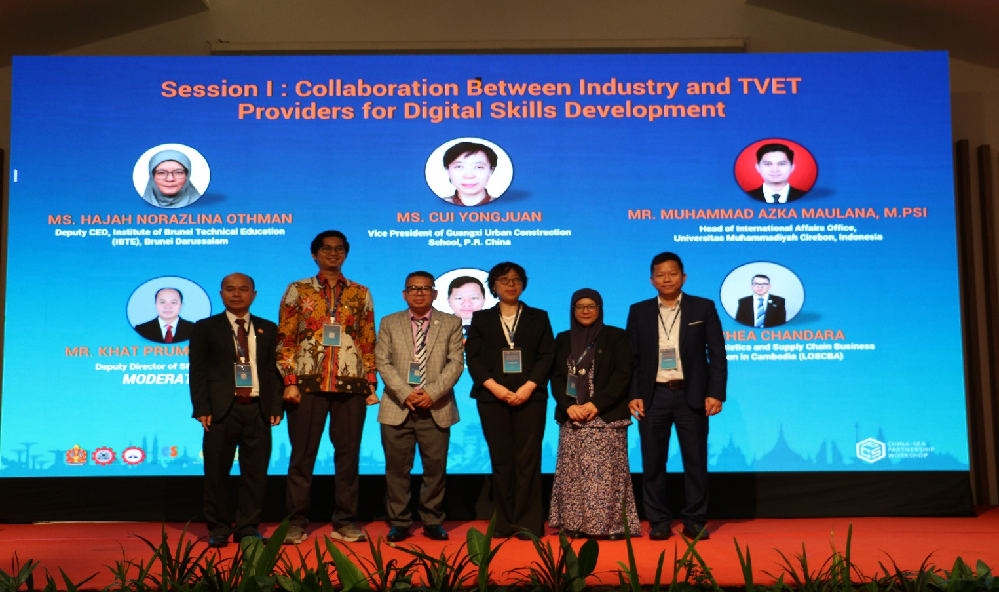 Session I : Collaboration Between Industry and TVET
Providers for Digital Skills Development
MS. HAJAH NORAZLINA OTHMAN
Deputy CEO, Institute of Brunei Technical Education
(IBTE), Brunei Darussalam
MS. CUI YONGJUAN
Vice President of Guangxi Urban Construction
School, P.R. China
MR. MUHAMMAD AZKA MAULANA, M.PSI
Head of International Affairs Office,
Universitas Muhammadiyah Cirebon, Indonesia
MR. KHAT PRUM
Deputy Director of
MODERAT
CHEA CHANDARA
istics and Supply Chain Business
on in Cambodia (LOSCBA)
CHINA-SEA
PARTNERSHIP
WORKSHOP